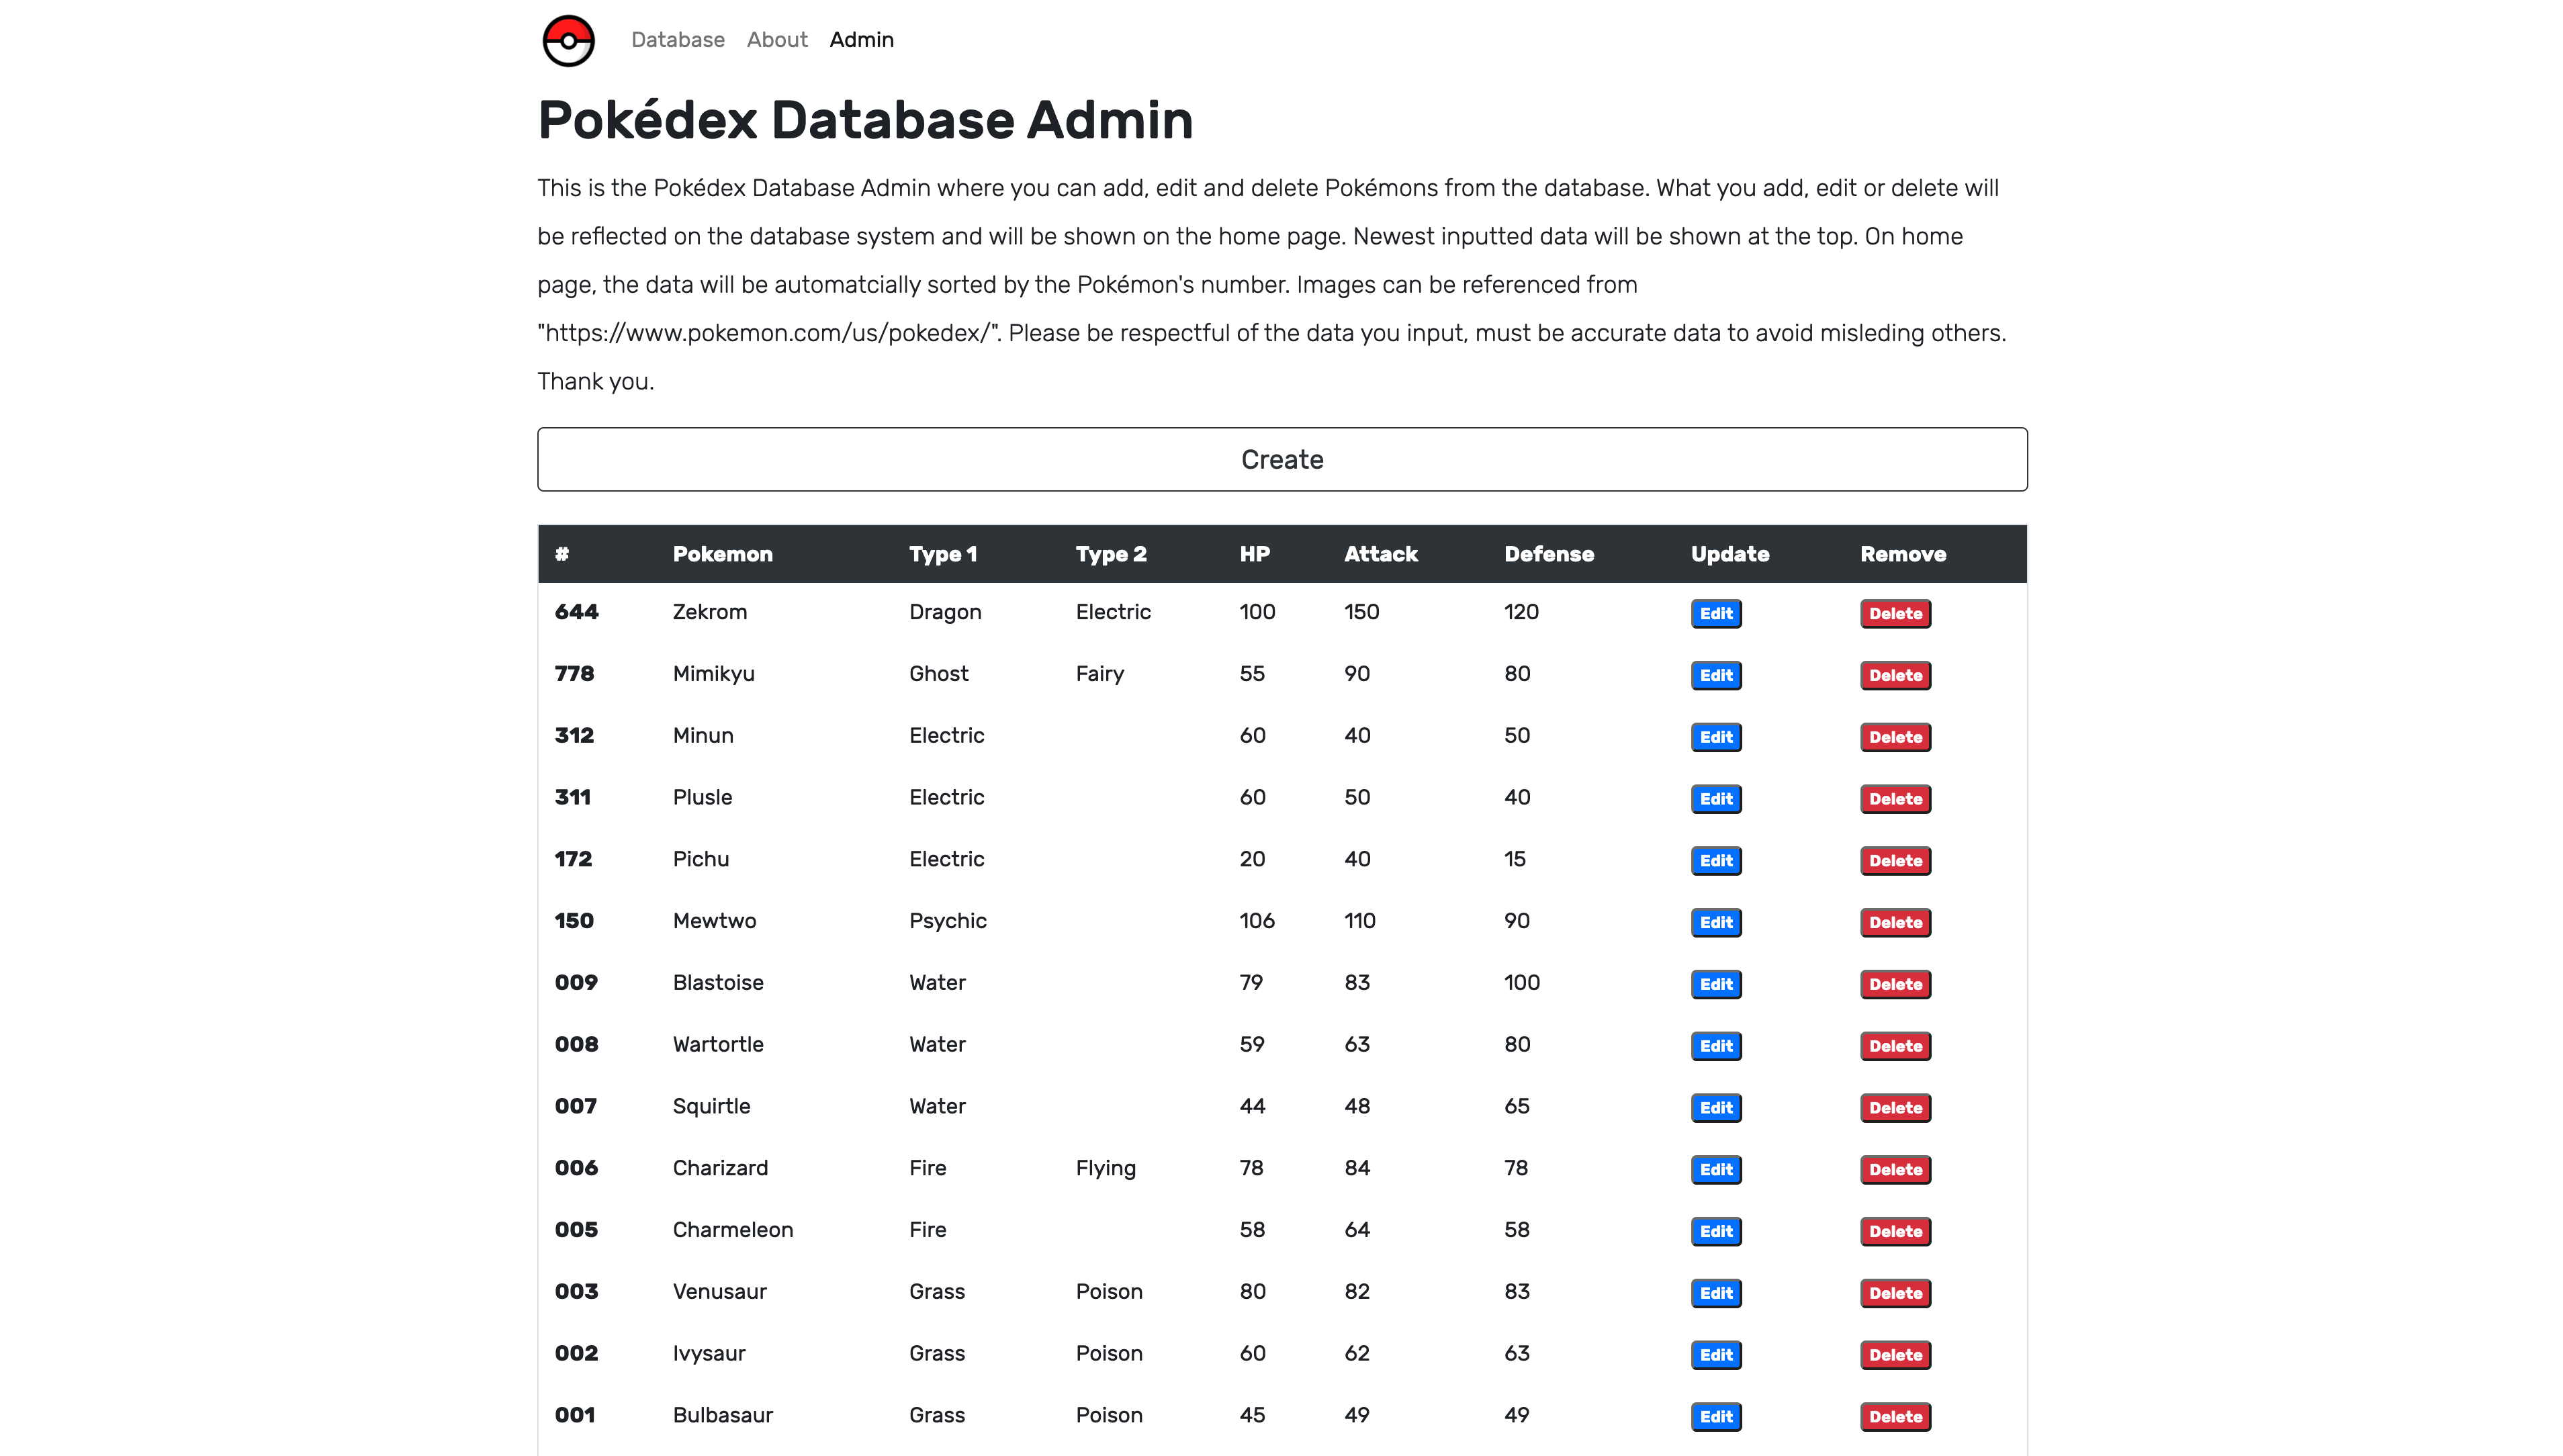 Database About Admin
Pokédex Database Admin
This is the Pokédex Database Admin where you can add, edit and delete Pokémons from the database. What you add, edit or delete will
be reflected on the database system and will be shown on the home page. Newest inputted data will be shown at the top. On home
page, the data will be automatcially sorted by the Pokémon's number. Images can be referenced from
"https://www.pokemon.com/us/pokedex/". Please be respectful of the data you input, must be accurate data to avoid misleding others.
Thank you.
Create
# Pokemon Type 1 Type 2 HP Attack Defense Update Remove
644 Zekrom Dragon Electric 100 150 120 Edit Delete
778 Mimikyu Ghost Fairy 55 90 80 Edit Delete
312 Minun Electric 60 40 50 Edit Delete
311 Plusle Electric 60 50 40 Edit Delete
172 Pichu Electric 20 40 15 Edit Delete
150 Mewtwo Psychic 106 110 90 Edit Delete
009 Blastoise Water 79 83 100 Edit Delete
008 Wartortle Water 59 63 80 Edit Delete
007 Squirtle Water 44 48 65 Edit Delete
006 Charizard Fire Flying 78 84 78 Edit Delete
005 Charmeleon Fire 58 64 58 Edit Delete
003 Venusaur Grass Poison 80 82 83 Edit Delete
002 Ivysaur Grass Poison 60 62 63 Edit Delete
001 Bulbasaur Grass Poison 45 49 49 Edit Delete